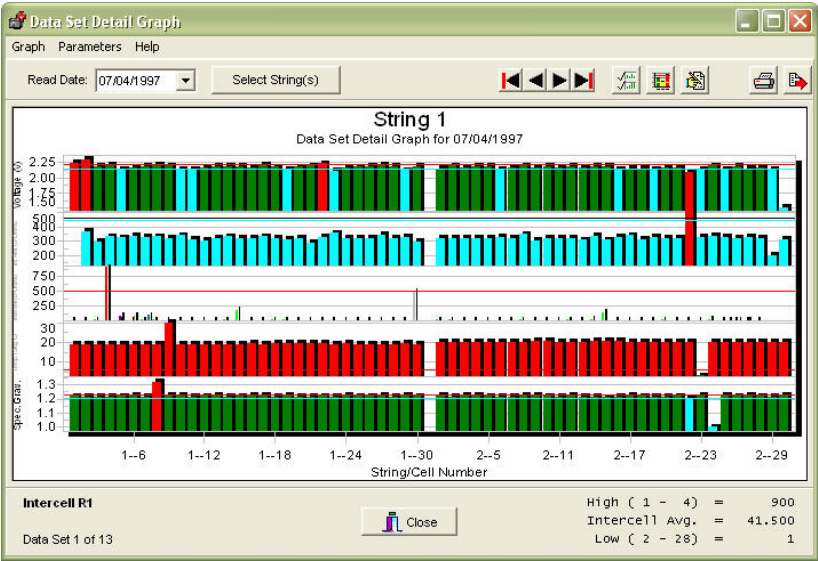 Data Set Detail Graph
Graph Parameters Help
Read Date: 07/04/1997 Select String(s)
String 1
Data Set Detail Graph for 07/04/1997
Voltage (V)
2.25
2.00
1.75
1.50
500
400
300
200
750
500
250
30
20
10
Spec.Grav.
1.3
1.2
1.1
1.0
1--6 1--12 1--18 1--24 1--30 2--5 2--11 2--17 2--23 2--29
String/Cell Number
Intercell R1
Data Set 1 of 13
Close
High ( 1 - 4) = 900
Intercell Avg. = 41.500
Low ( 2 - 28) = 1